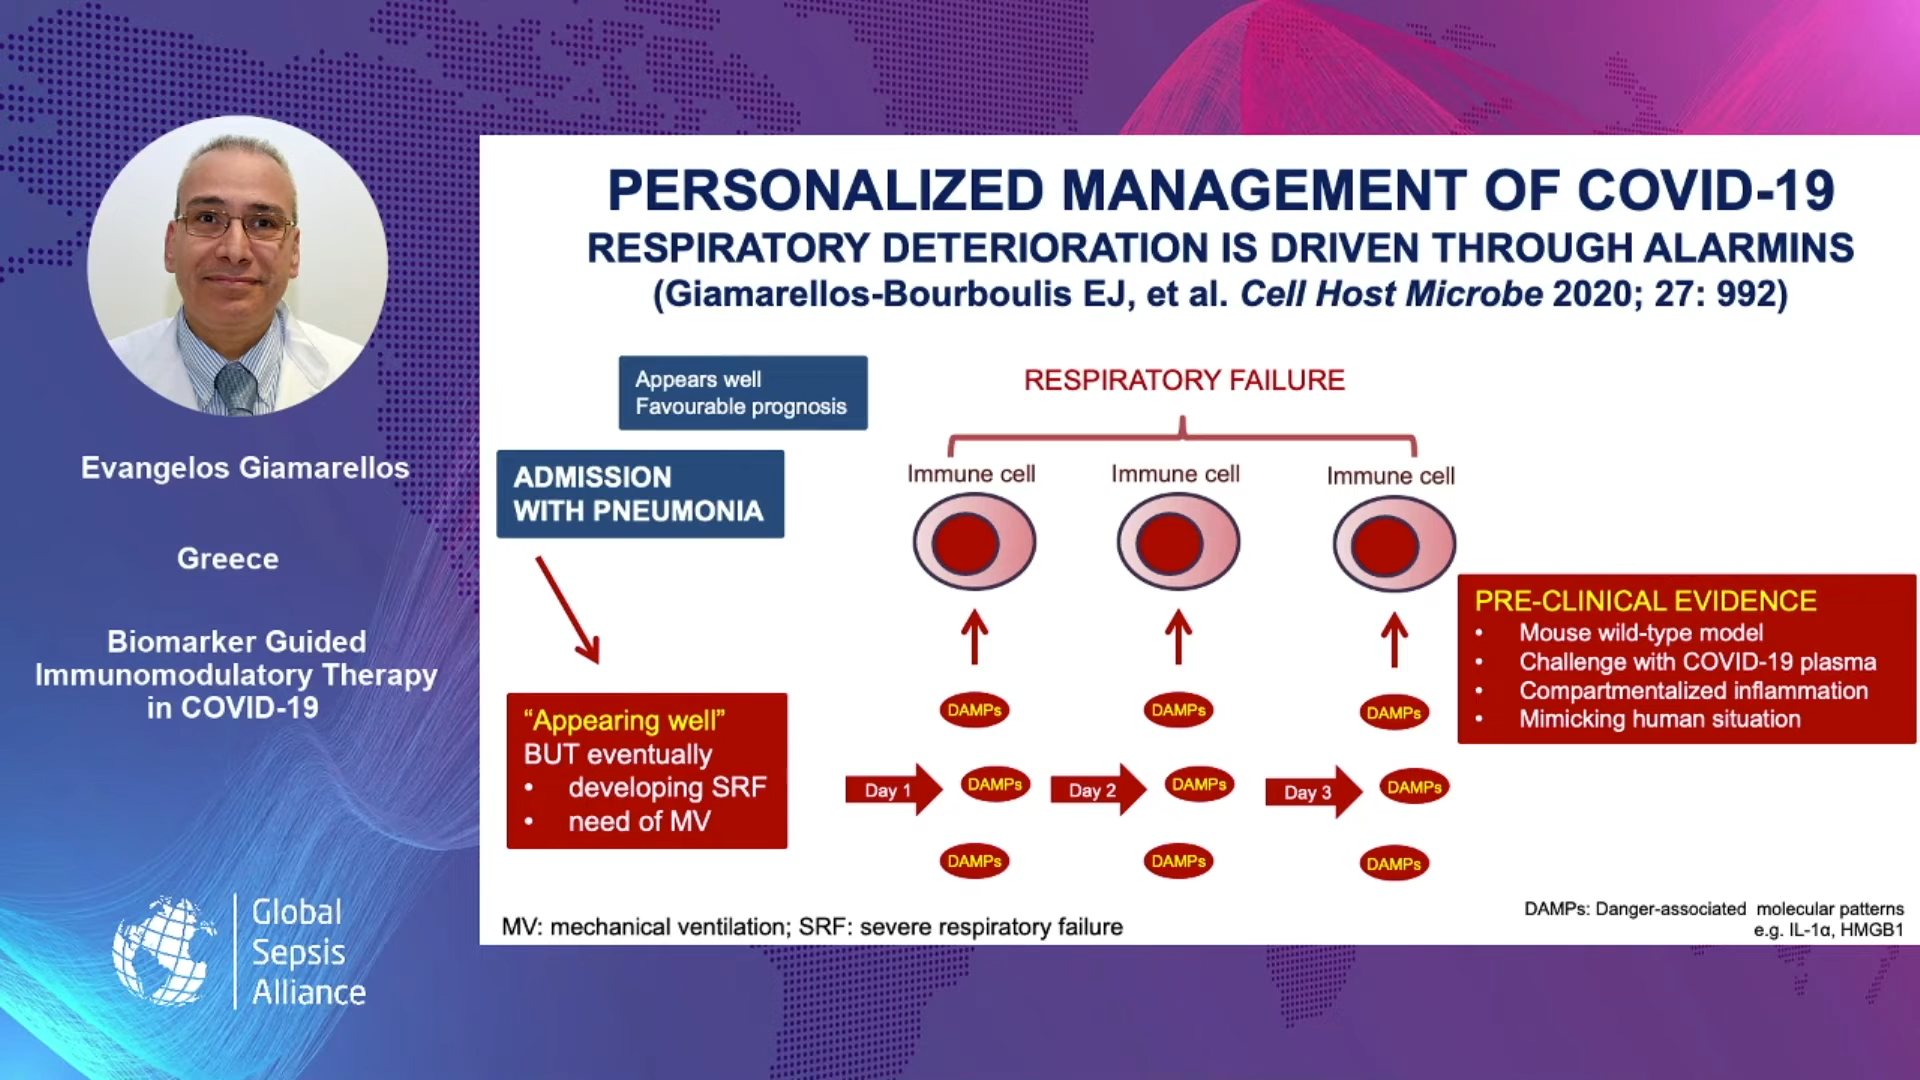 PERSONALIZED MANAGEMENT OF COVID-19
RESPIRATORY DETERIORATION IS DRIVEN THROUGH ALARMINS
(Giamarellos-Bourboulis EJ, et al. Cell Host Microbe 2020; 27: 992)
Evangelos Giamarellos
Greece
Biomarker Guided
Immunomodulatory Therapy
in COVID-19
Global
Sepsis
Alliance
Appears well
Favourable prognosis
ADMISSION
WITH PNEUMONIA
"Appearing well"
BUT eventually
• developing SRF
• need of MV
RESPIRATORY FAILURE
Immune cell
Immune cell
Immune cell
DAMPs
DAMPs
DAMPs
Day 1
DAMPs
Day 2
DAMPs
Day 3
DAMPs
DAMPs
DAMPs
DAMPs
PRE-CLINICAL EVIDENCE
• Mouse wild-type model
• Challenge with COVID-19 plasma
• Compartmentalized inflammation
• Mimicking human situation
MV: mechanical ventilation; SRF: severe respiratory failure
DAMPs: Danger-associated molecular patterns
e.g. IL-1α, HMGB1